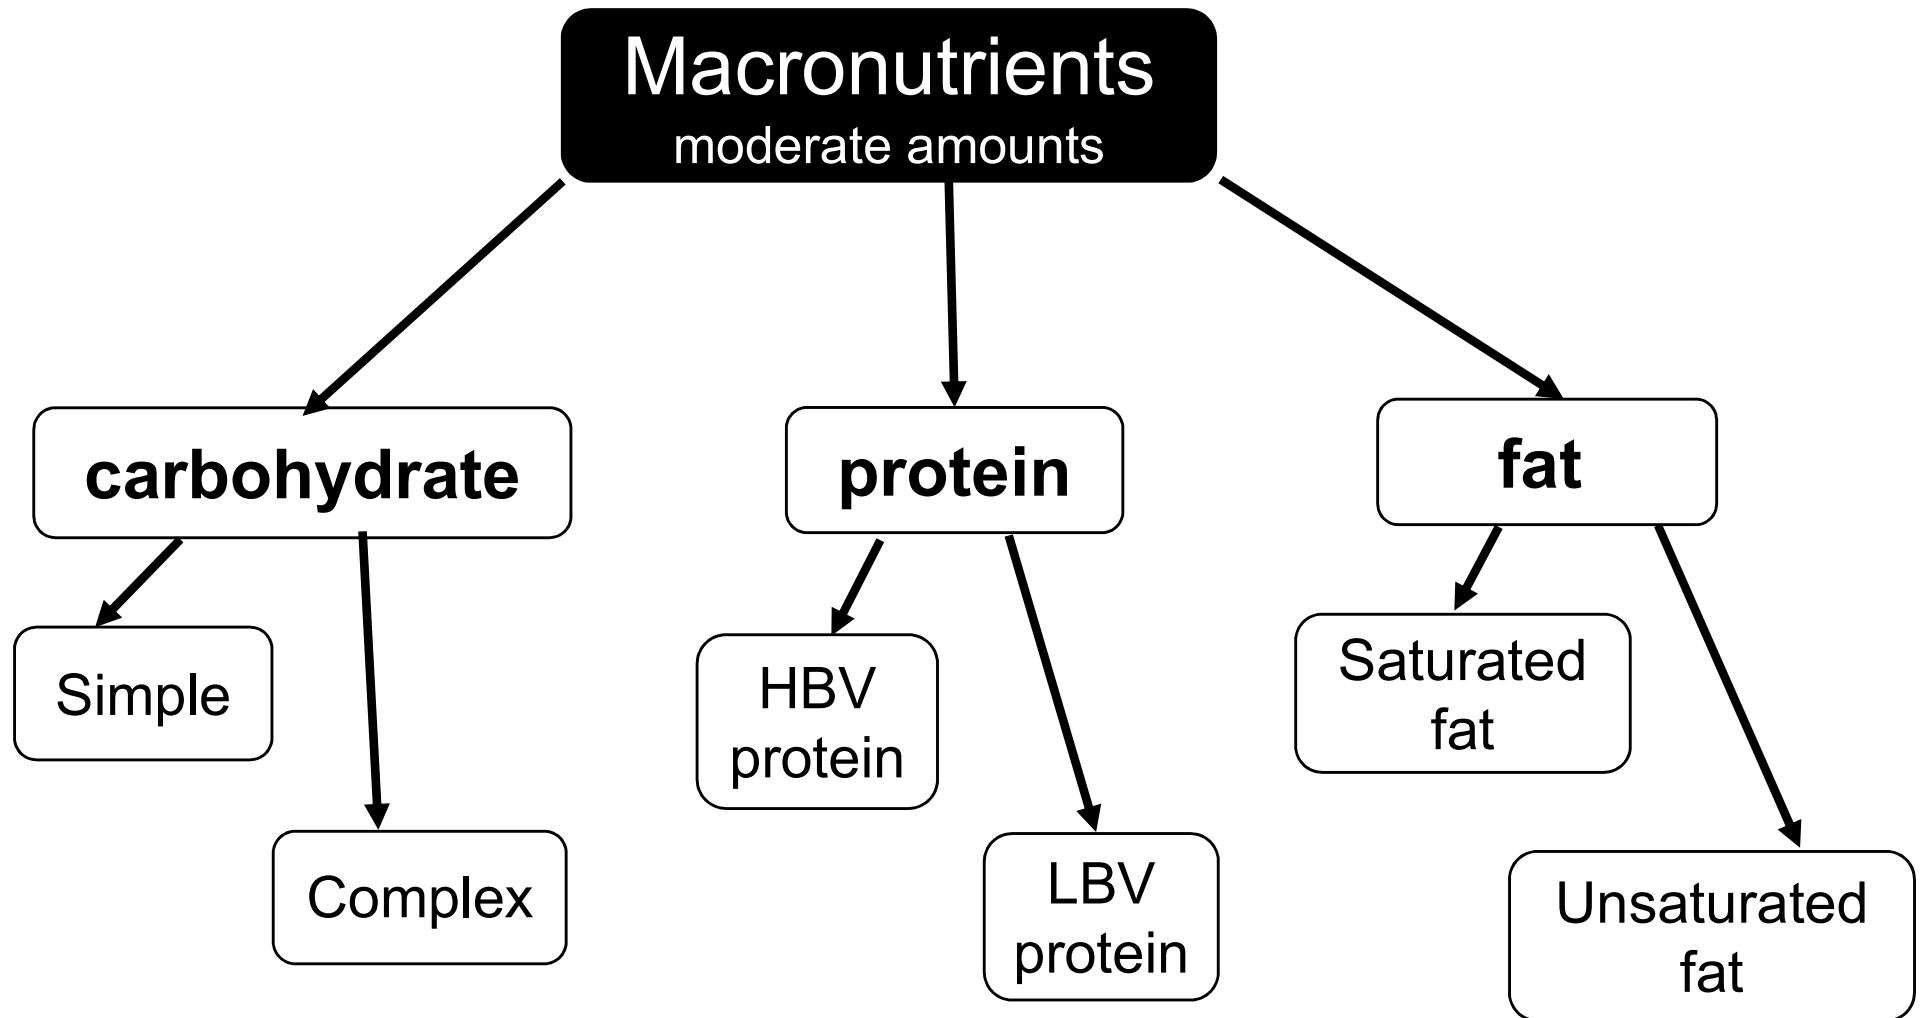 Macronutrients
moderate amounts
carbohydrate
protein
fat
Simple
HBV
protein
Saturated
fat
Complex
LBV
protein
Unsaturated
fat